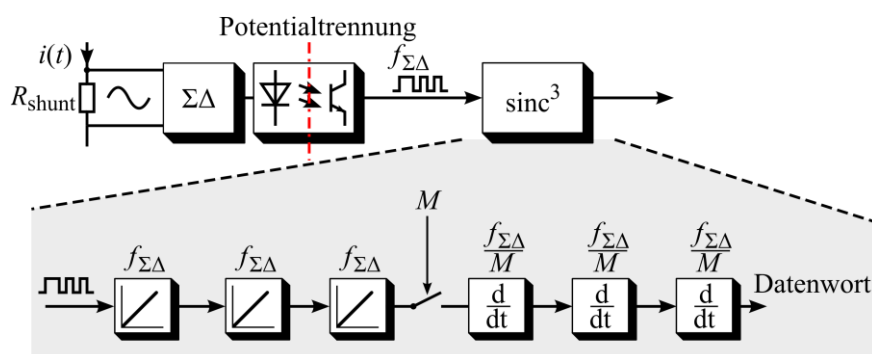 Potentialtrennung
i(t)
R_shunt
ΣΔ
f_ΣΔ
sinc³
M
f_ΣΔ
f_ΣΔ
f_ΣΔ
f_ΣΔ/M
f_ΣΔ/M
f_ΣΔ/M
d/dt
d/dt
d/dt
Datenwort